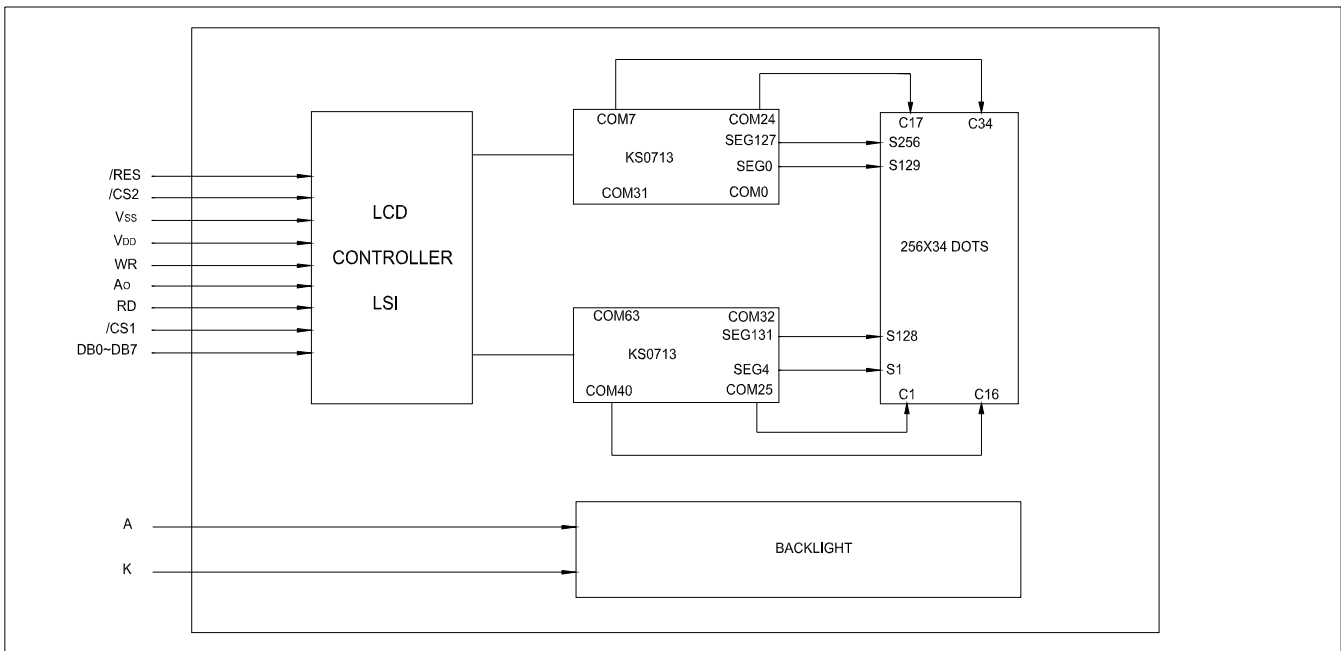 /RES
/CS2
VSS
VDD
WR
A0
RD
/CS1
DB0~DB7
LCD
CONTROLLER
LSI
COM7
COM24
SEG127
KS0713
SEG0
COM31
COM0
C17
C34
S256
S129
256X34 DOTS
S128
S1
C1
C16
COM63
COM32
SEG131
KS0713
SEG4
COM40
COM25
A
K
BACKLIGHT